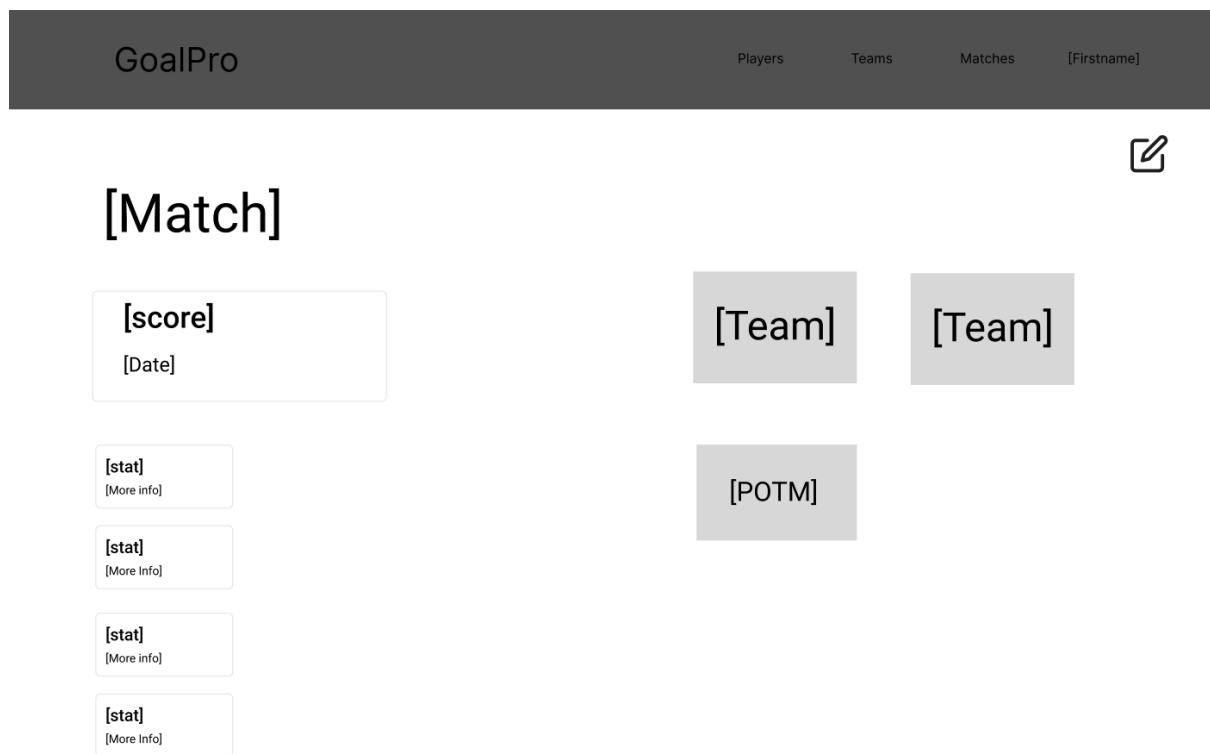 GoalPro
Players
Teams
Matches
[Firstname]
[Match]
[score]
[Date]
[Team]
[Team]
[stat]
[More info]
[POTM]
[stat]
[More Info]
[stat]
[More info]
[stat]
[More Info]